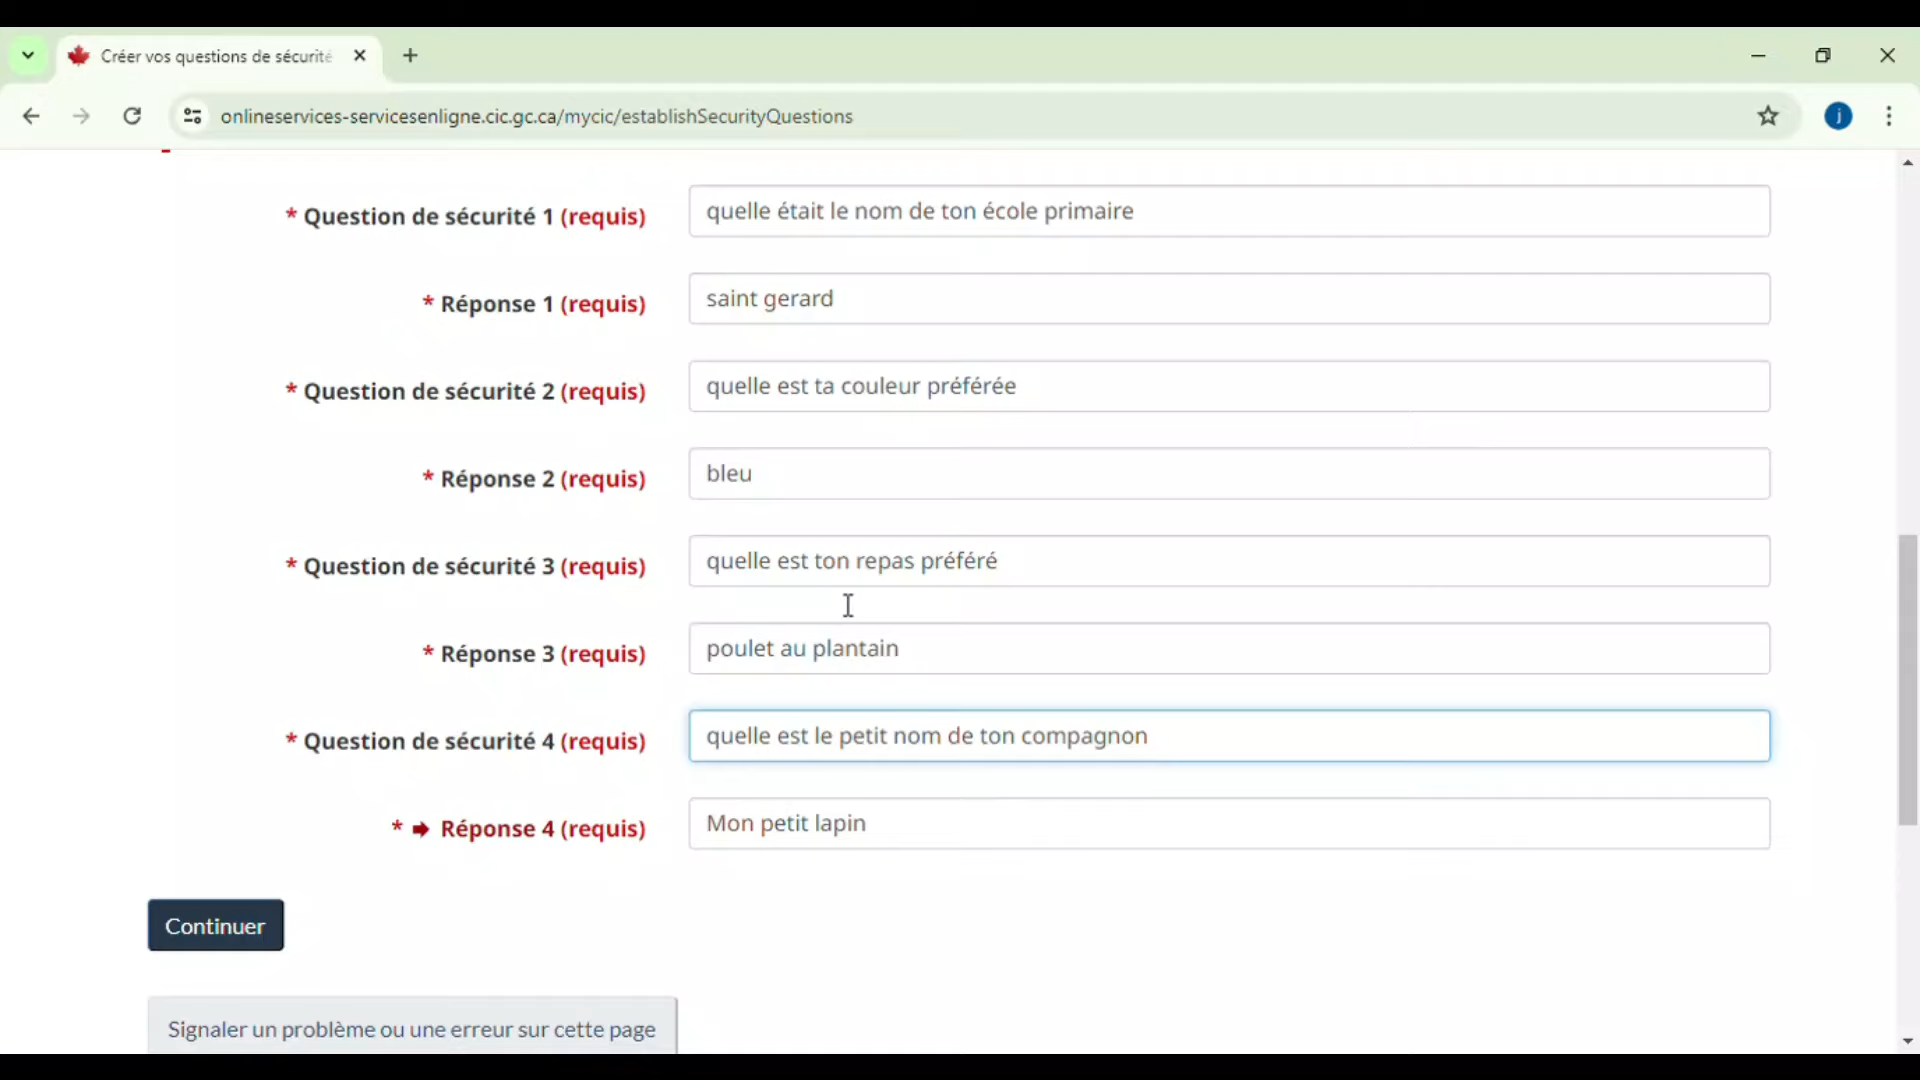 Créer vos questions de sécurité
onlineservices-servicesenligne.cic.gc.ca/mycic/establishSecurityQuestions
j
* Question de sécurité 1 (requis)
quelle était le nom de ton école primaire
* Réponse 1 (requis)
saint gerard
* Question de sécurité 2 (requis)
quelle est ta couleur préférée
* Réponse 2 (requis)
bleu
* Question de sécurité 3 (requis)
quelle est ton repas préféré
* Réponse 3 (requis)
poulet au plantain
* Question de sécurité 4 (requis)
quelle est le petit nom de ton compagnon
* ➡ Réponse 4 (requis)
Mon petit lapin
Continuer
Signaler un problème ou une erreur sur cette page